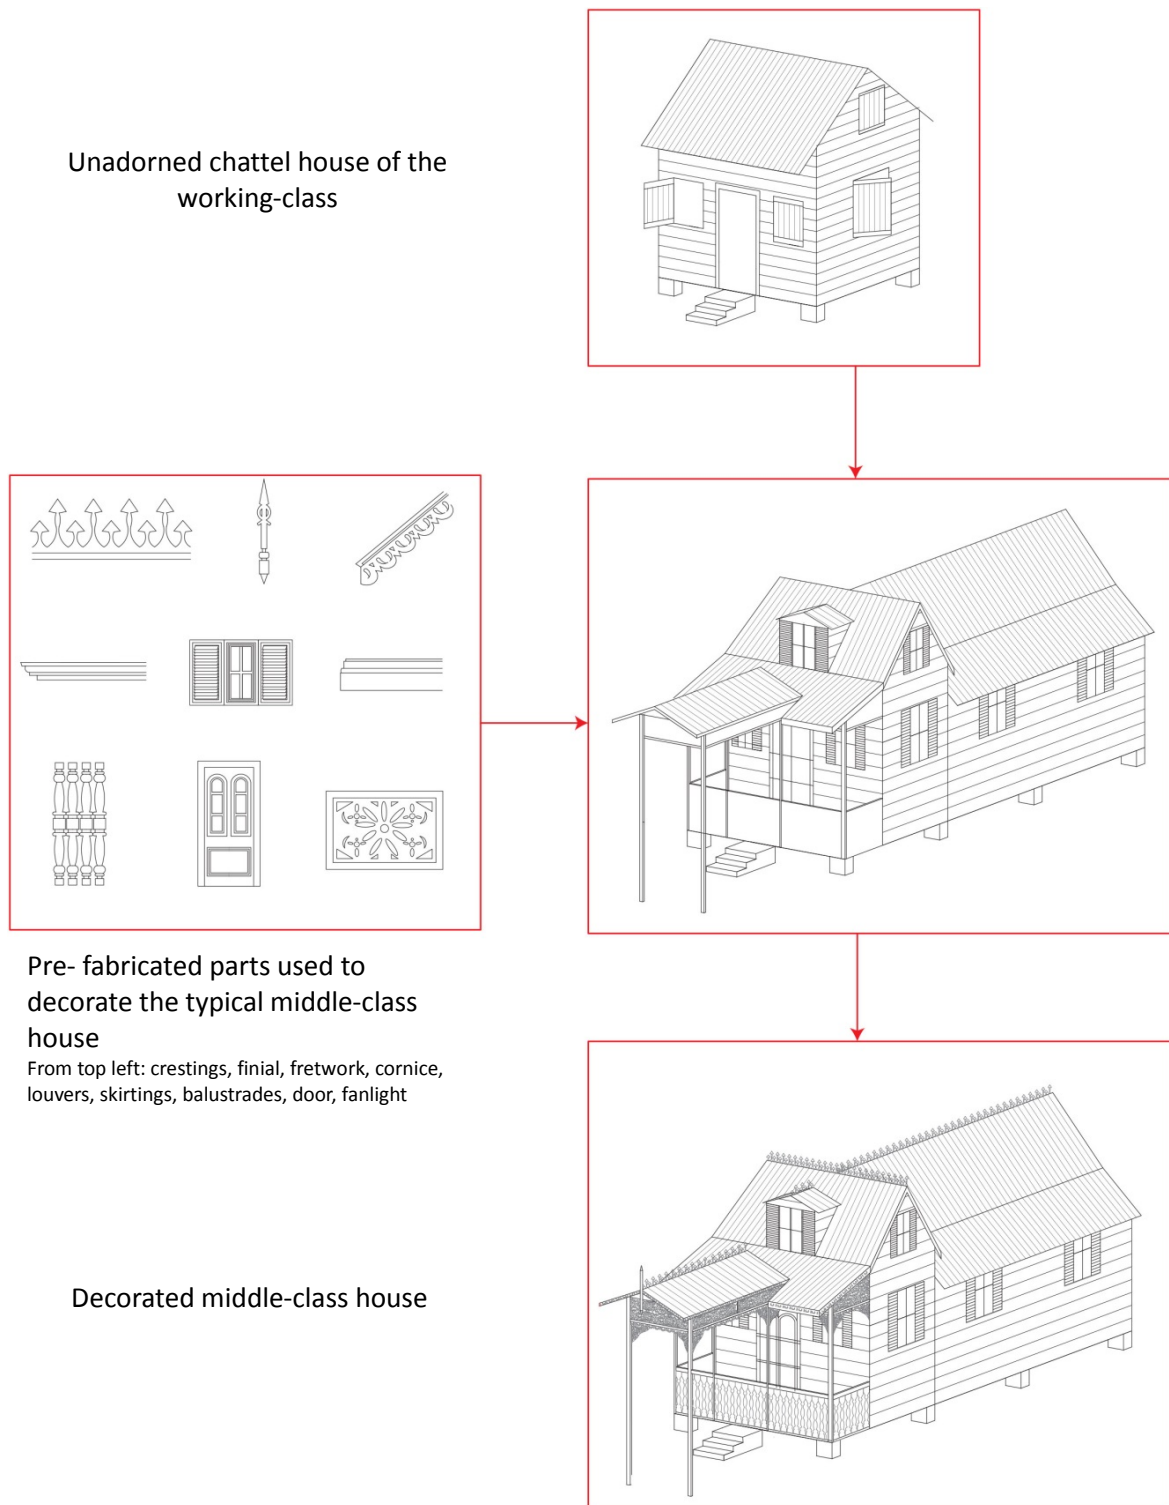 Unadorned chattel house of the
working-class
Pre- fabricated parts used to
decorate the typical middle-class
house
From top left: crestings, finial, fretwork, cornice,
louvers, skirtings, balustrades, door, fanlight
Decorated middle-class house